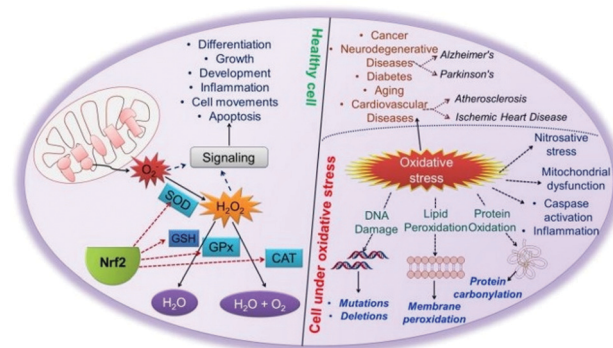 • Differentiation
• Growth
• Development
• Inflammation
• Cell movements
• Apoptosis
Signaling
O₂
H₂O₂
SOD
GSH
GPx
CAT
Nrf2
H₂O
H₂O + O₂
Healthy cell
Cell under oxidative stress
• Cancer
• Neurodegenerative
Diseases
Alzheimer's
Parkinson's
• Diabetes
• Aging
• Cardiovascular
Diseases
Atherosclerosis
Ischemic Heart Disease
Oxidative
stress
Nitrosative
stress
Mitochondrial
dysfunction
• Caspase
activation
• Inflammation
DNA
Damage
Lipid
Peroxidation
Protein
Oxidation
• Mutations
• Deletions
Membrane
peroxidation
Protein
carbonylation